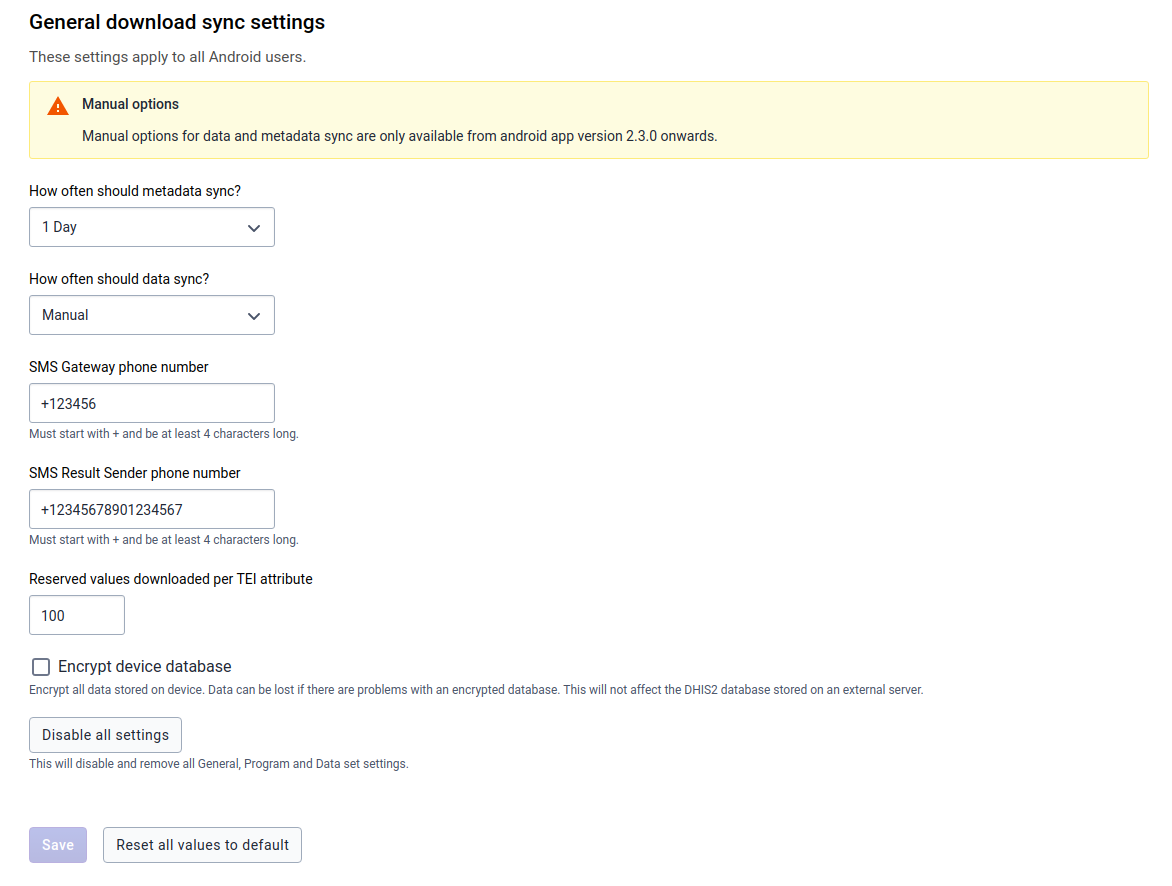 General download sync settings
These settings apply to all Android users.
Manual options
Manual options for data and metadata sync are only available from android app version 2.3.0 onwards.
How often should metadata sync?
1 Day
How often should data sync?
Manual
SMS Gateway phone number
+123456
Must start with + and be at least 4 characters long.
SMS Result Sender phone number
+12345678901234567
Must start with + and be at least 4 characters long.
Reserved values downloaded per TEI attribute
100
Encrypt device database
Encrypt all data stored on device. Data can be lost if there are problems with an encrypted database. This will not affect the DHIS2 database stored on an external server.
Disable all settings
This will disable and remove all General, Program and Data set settings.
Save
Reset all values to default